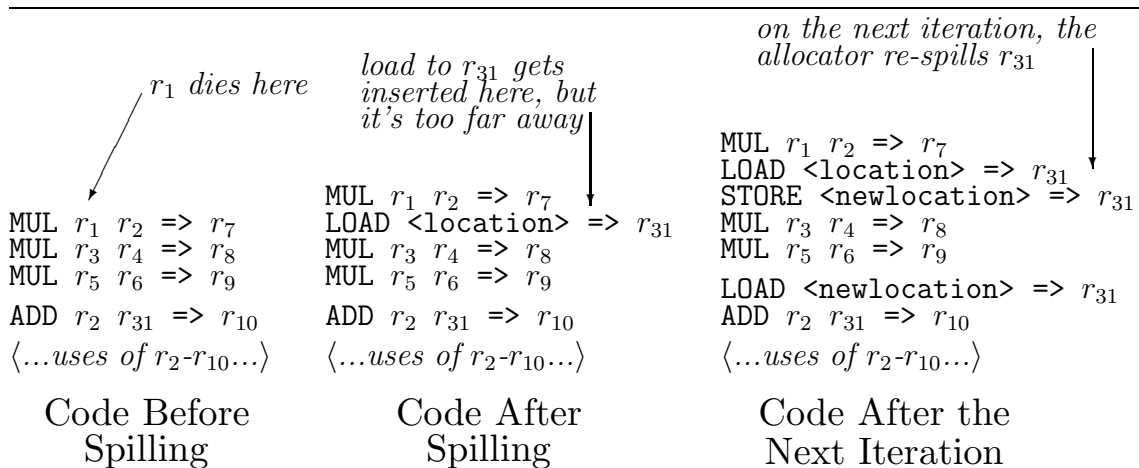 r1 dies here
MUL r1 r2 => r7
MUL r3 r4 => r8
MUL r5 r6 => r9
ADD r2 r31 => r10
⟨...uses of r2-r10...⟩
Code Before
Spilling
load to r31 gets
inserted here, but
it's too far away
MUL r1 r2 => r7
LOAD <location> => r31
MUL r3 r4 => r8
MUL r5 r6 => r9
ADD r2 r31 => r10
⟨...uses of r2-r10...⟩
Code After
Spilling
on the next iteration, the
allocator re-spills r31
MUL r1 r2 => r7
LOAD <location> => r31
STORE <newlocation> => r31
MUL r3 r4 => r8
MUL r5 r6 => r9
LOAD <newlocation> => r31
ADD r2 r31 => r10
⟨...uses of r2-r10...⟩
Code After the
Next Iteration